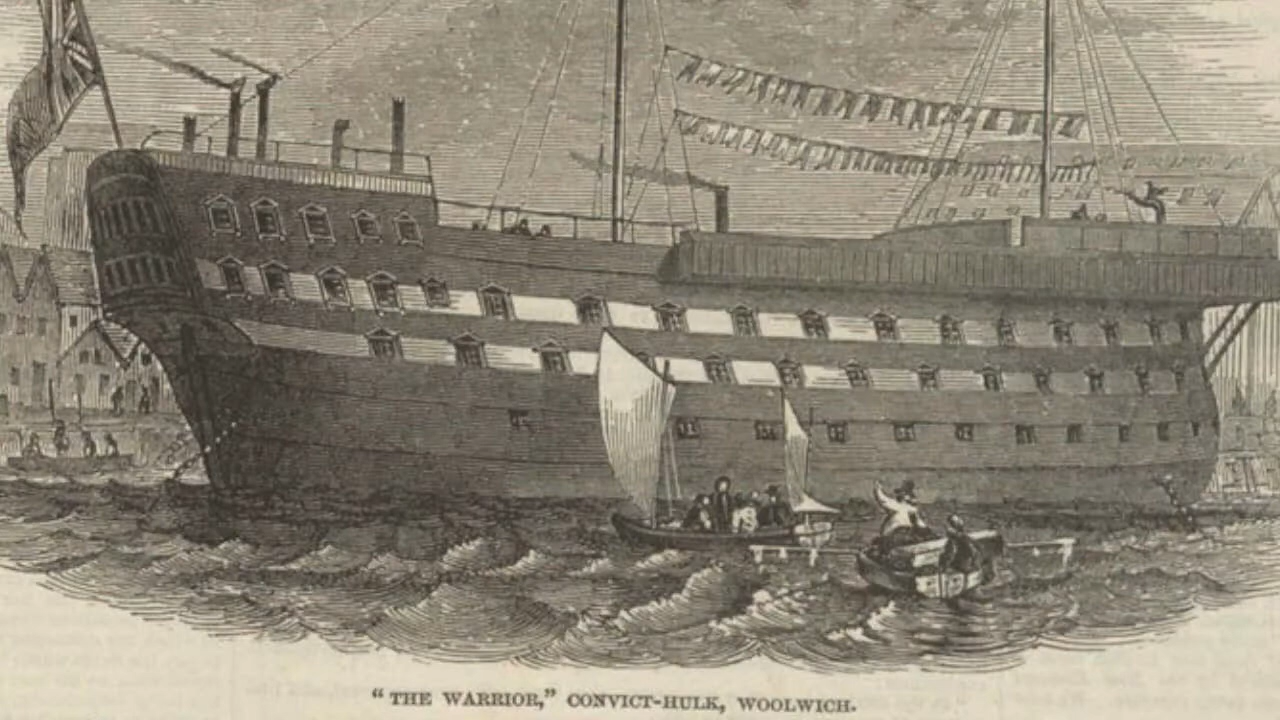 “ THE WARRIOR,” CONVICT-HULK, WOOLWICH.